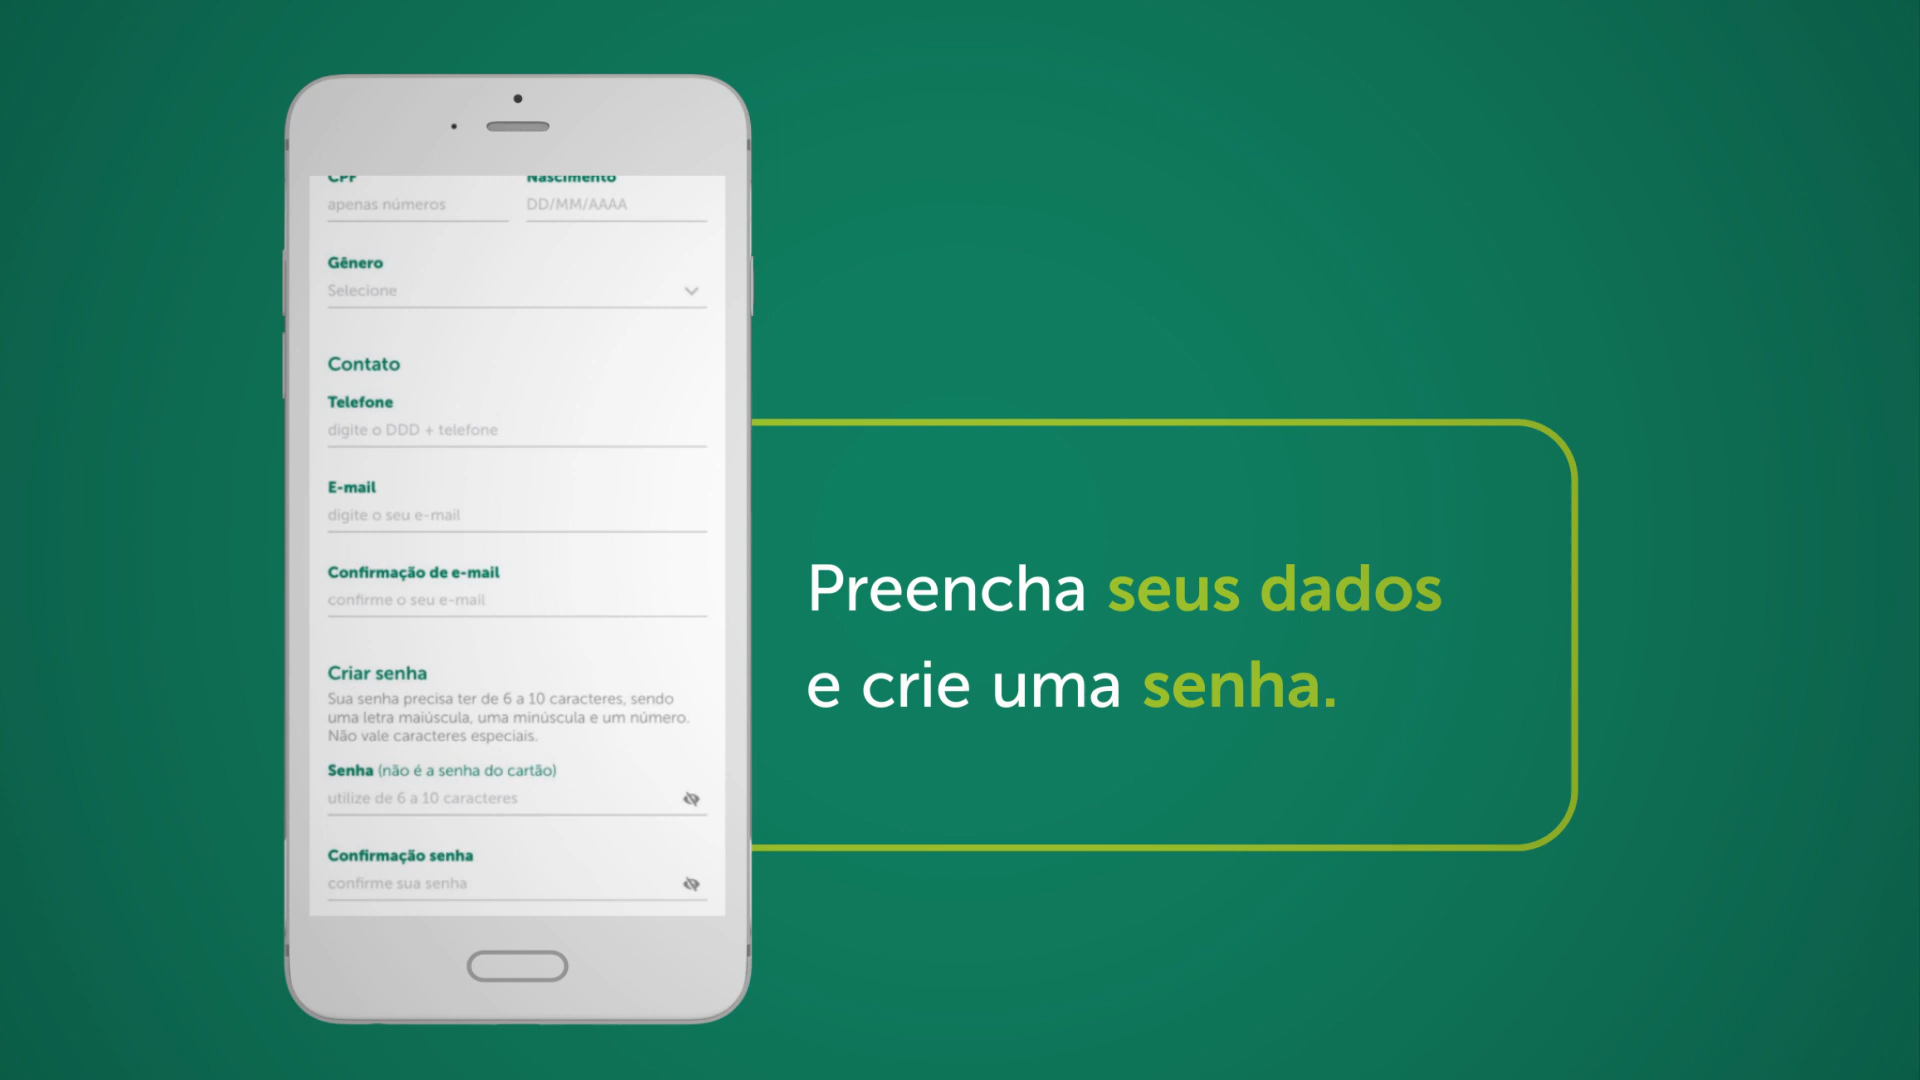 CPF
Nascimento
apenas números
DD/MM/AAAA
Gênero
Selecione
Contato
Telefone
digite o DDD + telefone
E-mail
digite o seu e-mail
Confirmação de e-mail
confirme o seu e-mail
Criar senha
Sua senha precisa ter de 6 a 10 caracteres, sendo
uma letra maiúscula, uma minúscula e um número.
Não vale caracteres especiais.
Senha (não é a senha do cartão)
utilize de 6 a 10 caracteres
Confirmação senha
confirme sua senha
Preencha seus dados
e crie uma senha.